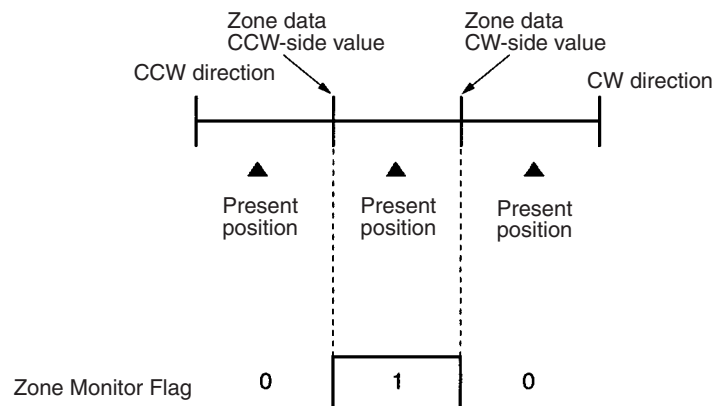 Zone data
CCW-side value
Zone data
CW-side value
CCW direction
CW direction
Present
position
Present
position
Present
position
Zone Monitor Flag 0 1 0